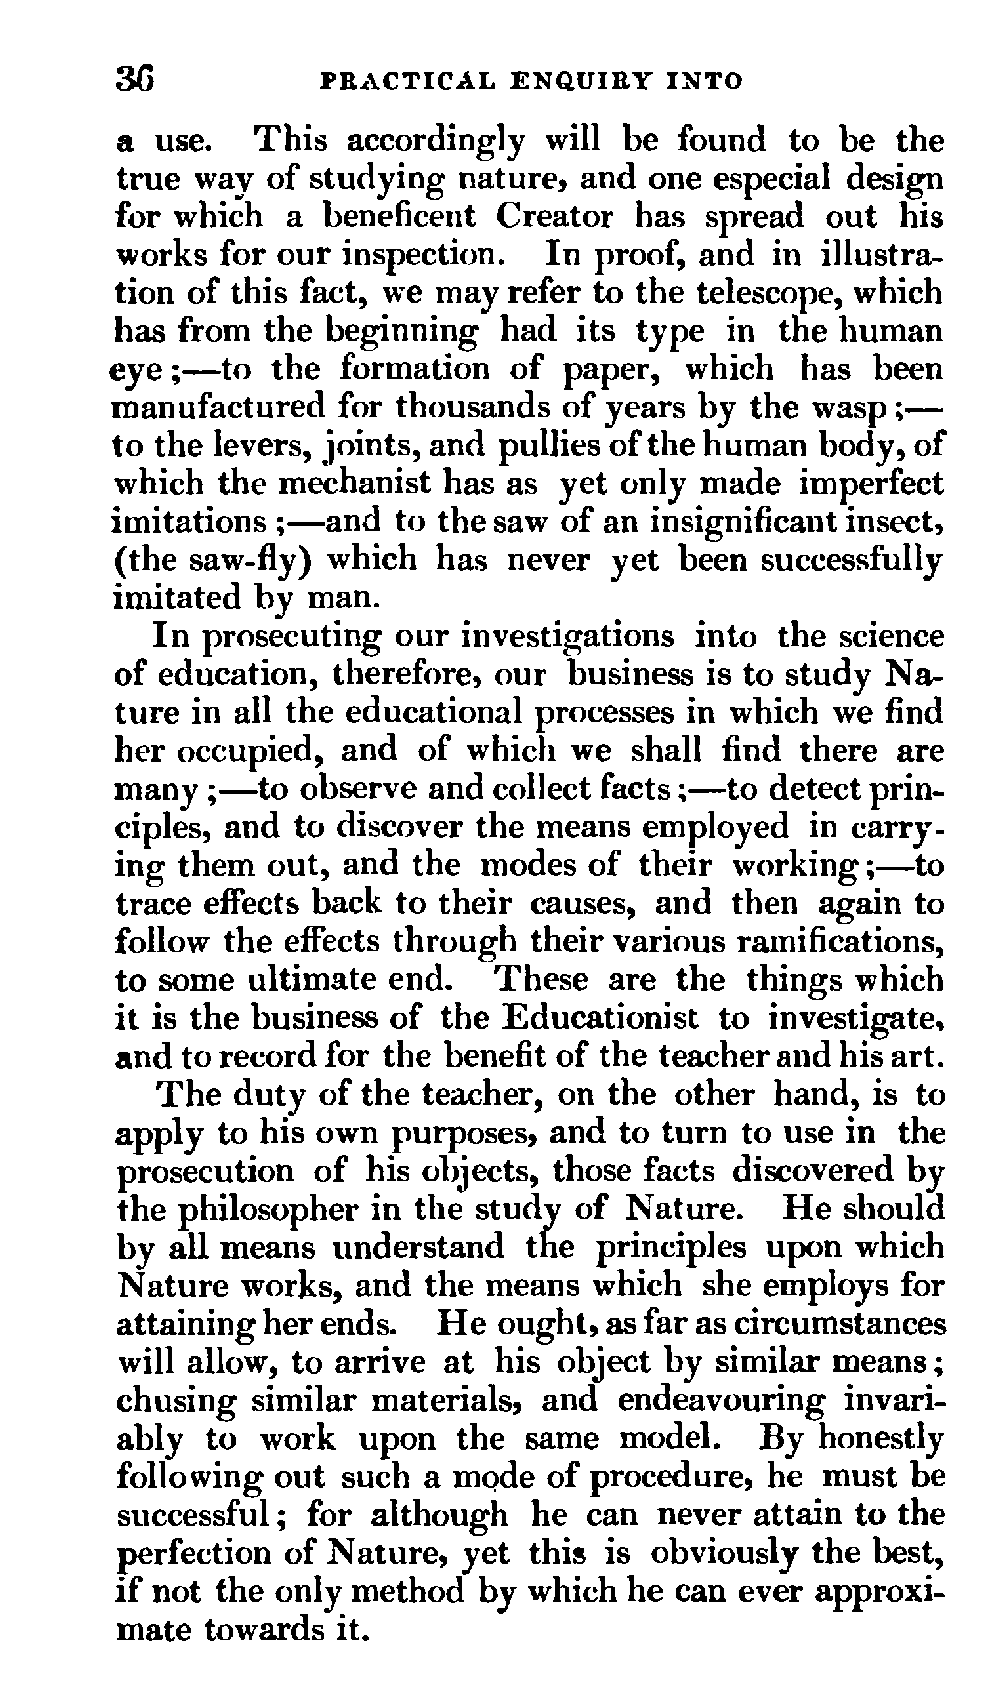 36 PRACTICAL ENQUIRY INTO
a use. This accordingly will be found to be the
true way of studying nature, and one especial design
for which a beneficent Creator has spread out his
works for our inspection. In proof, and in illustra-
tion of this fact, we may refer to the telescope, which
has from the beginning had its type in the human
eye ;—to the formation of paper, which has been
manufactured for thousands of years by the wasp ;—
to the levers, joints, and pullies of the human body, of
which the mechanist has as yet only made imperfect
imitations ;—and to the saw of an insignificant insect,
(the saw-fly) which has never yet been successfully
imitated by man.
In prosecuting our investigations into the science
of education, therefore, our business is to study Na-
ture in all the educational processes in which we find
her occupied, and of which we shall find there are
many ;—to observe and collect facts ;—to detect prin-
ciples, and to discover the means employed in carry-
ing them out, and the modes of their working ;—to
trace effects back to their causes, and then again to
follow the effects through their various ramifications,
to some ultimate end. These are the things which
it is the business of the Educationist to investigate,
and to record for the benefit of the teacher and his art.
The duty of the teacher, on the other hand, is to
apply to his own purposes, and to turn to use in the
prosecution of his objects, those facts discovered by
the philosopher in the study of Nature. He should
by all means understand the principles upon which
Nature works, and the means which she employs for
attaining her ends. He ought, as far as circumstances
will allow, to arrive at his object by similar means ;
chusing similar materials, and endeavouring invari-
ably to work upon the same model. By honestly
following out such a mode of procedure, he must be
successful ; for although he can never attain to the
perfection of Nature, yet this is obviously the best,
if not the only method by which he can ever approxi-
mate towards it.